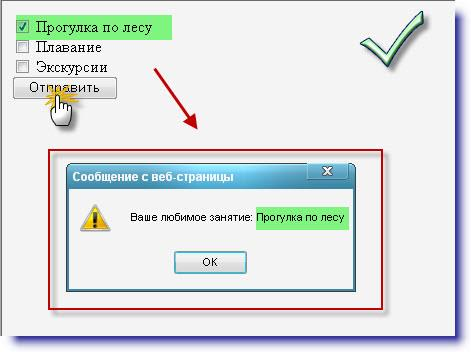 Прогулка по лесу
Плавание
Экскурсии
Отправить
Сообщение с веб-страницы
Ваше любимое занятие: Прогулка по лесу
OK